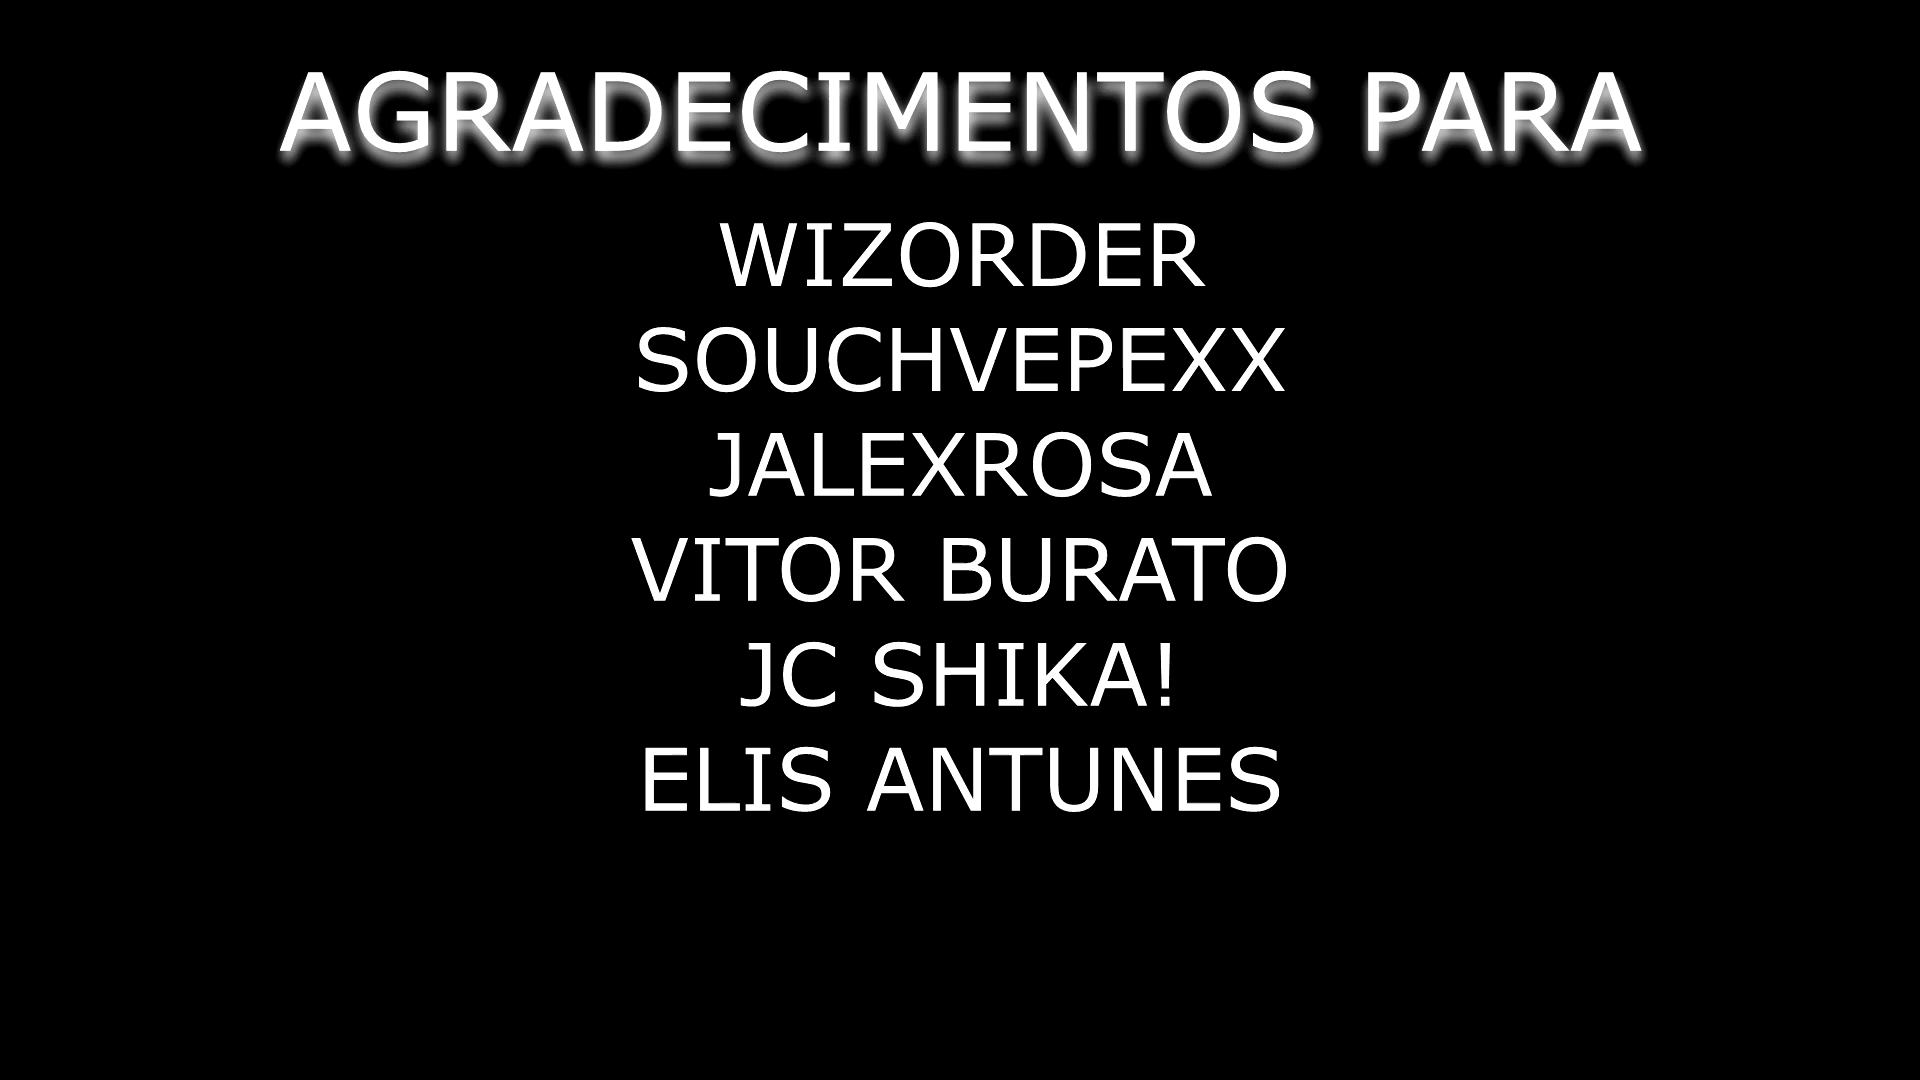 AGRADECIMENTOS PARA
WIZORDER
SOUCHVEPEXX
JALEXROSA
VITOR BURATO
JC SHIKA!
ELIS ANTUNES